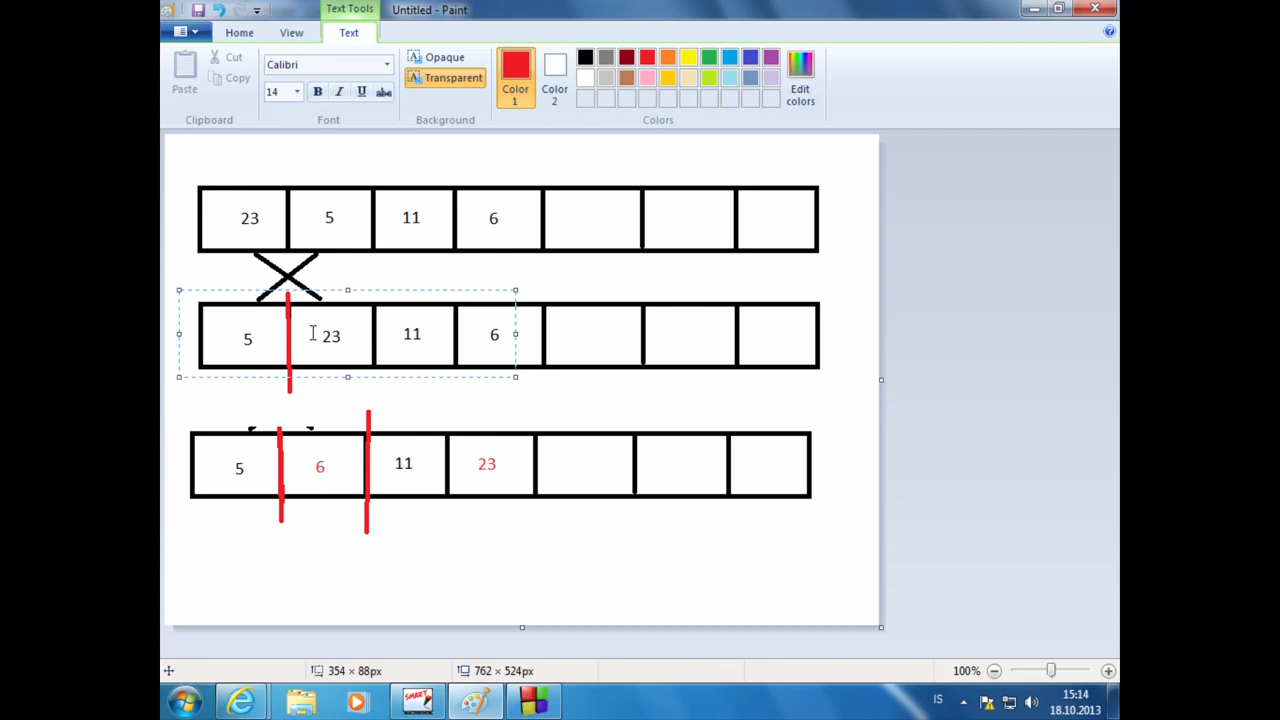 Text Tools Untitled - Paint
Home View Text
Paste Cut Copy Calibri 14 B I U abc Opaque Transparent Color 1 Color 2 Edit colors
Clipboard Font Background Colors
23 5 11 6
5 23 11 6
5 6 11 23
354 × 88px 762 × 524px 100%
SMART IS 15:14
18.10.2013